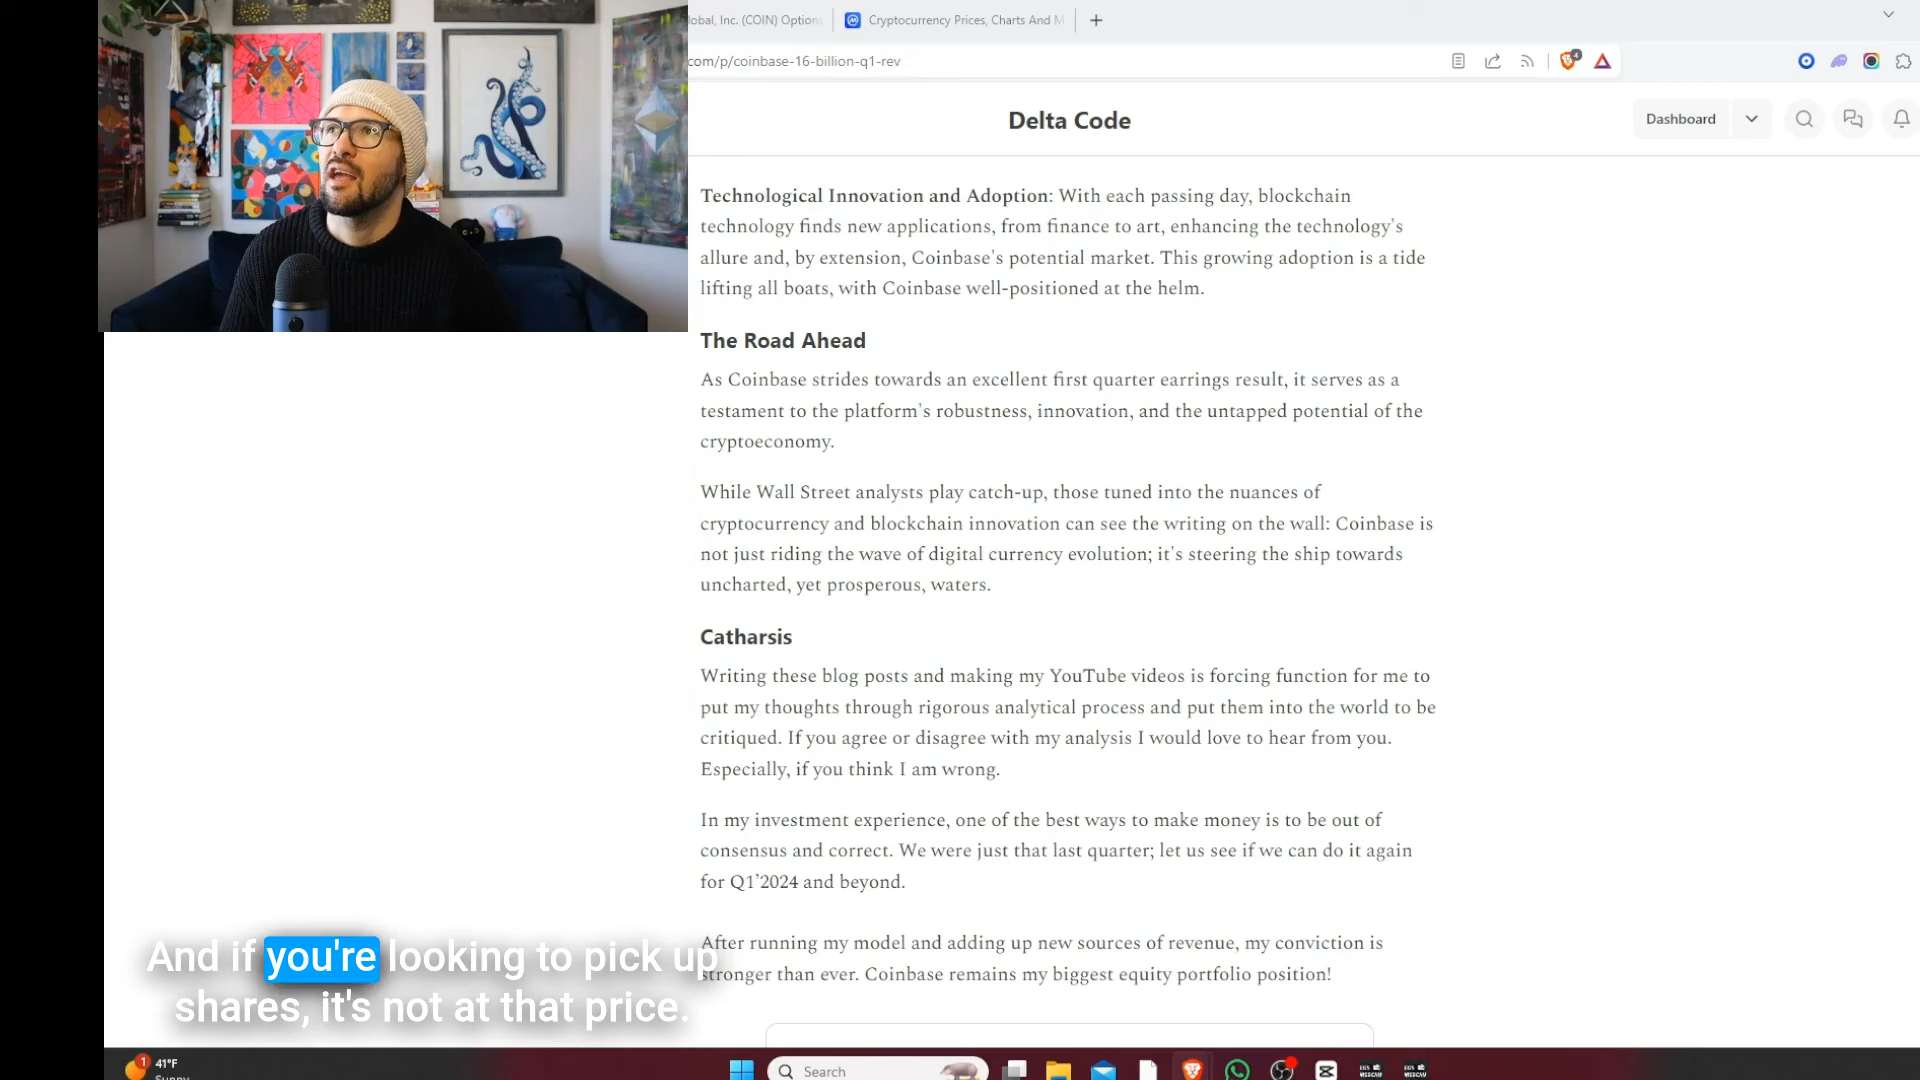 lobal, Inc. (COIN) Option
Cryptocurrency Prices, Charts And M
com/p/coinbase-16-billion-q1-rev
4
Delta Code
Dashboard
Technological Innovation and Adoption: With each passing day, blockchain
technology finds new applications, from finance to art, enhancing the technology's
allure and, by extension, Coinbase's potential market. This growing adoption is a tide
lifting all boats, with Coinbase well-positioned at the helm.
The Road Ahead
As Coinbase strides towards an excellent first quarter earrings result, it serves as a
testament to the platform's robustness, innovation, and the untapped potential of the
cryptoeconomy.
While Wall Street analysts play catch-up, those tuned into the nuances of
cryptocurrency and blockchain innovation can see the writing on the wall: Coinbase is
not just riding the wave of digital currency evolution; it's steering the ship towards
uncharted, yet prosperous, waters.
Catharsis
Writing these blog posts and making my YouTube videos is forcing function for me to
put my thoughts through rigorous analytical process and put them into the world to be
critiqued. If you agree or disagree with my analysis I would love to hear from you.
Especially, if you think I am wrong.
In my investment experience, one of the best ways to make money is to be out of
consensus and correct. We were just that last quarter; let us see if we can do it again
for Q1'2024 and beyond.
After running my model and adding up new sources of revenue, my conviction is
stronger than ever. Coinbase remains my biggest equity portfolio position!
And if you're looking to pick up
shares, it's not at that price.
1
41°F
Sunny
Search